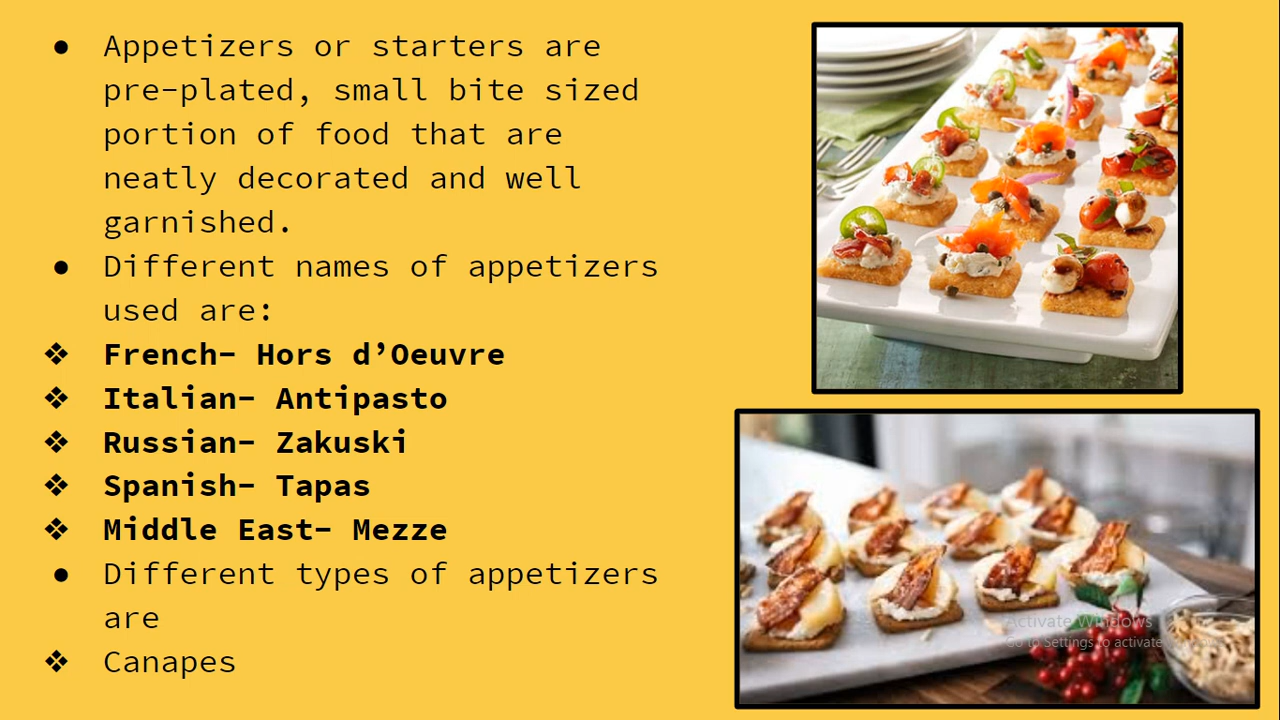 ● Appetizers or starters are
pre-plated, small bite sized
portion of food that are
neatly decorated and well
garnished.
● Different names of appetizers
used are:
❖ French- Hors d’Oeuvre
❖ Italian- Antipasto
❖ Russian- Zakuski
❖ Spanish- Tapas
❖ Middle East- Mezze
● Different types of appetizers
are
❖ Canapes
Activate Windows
Go to Settings to activate